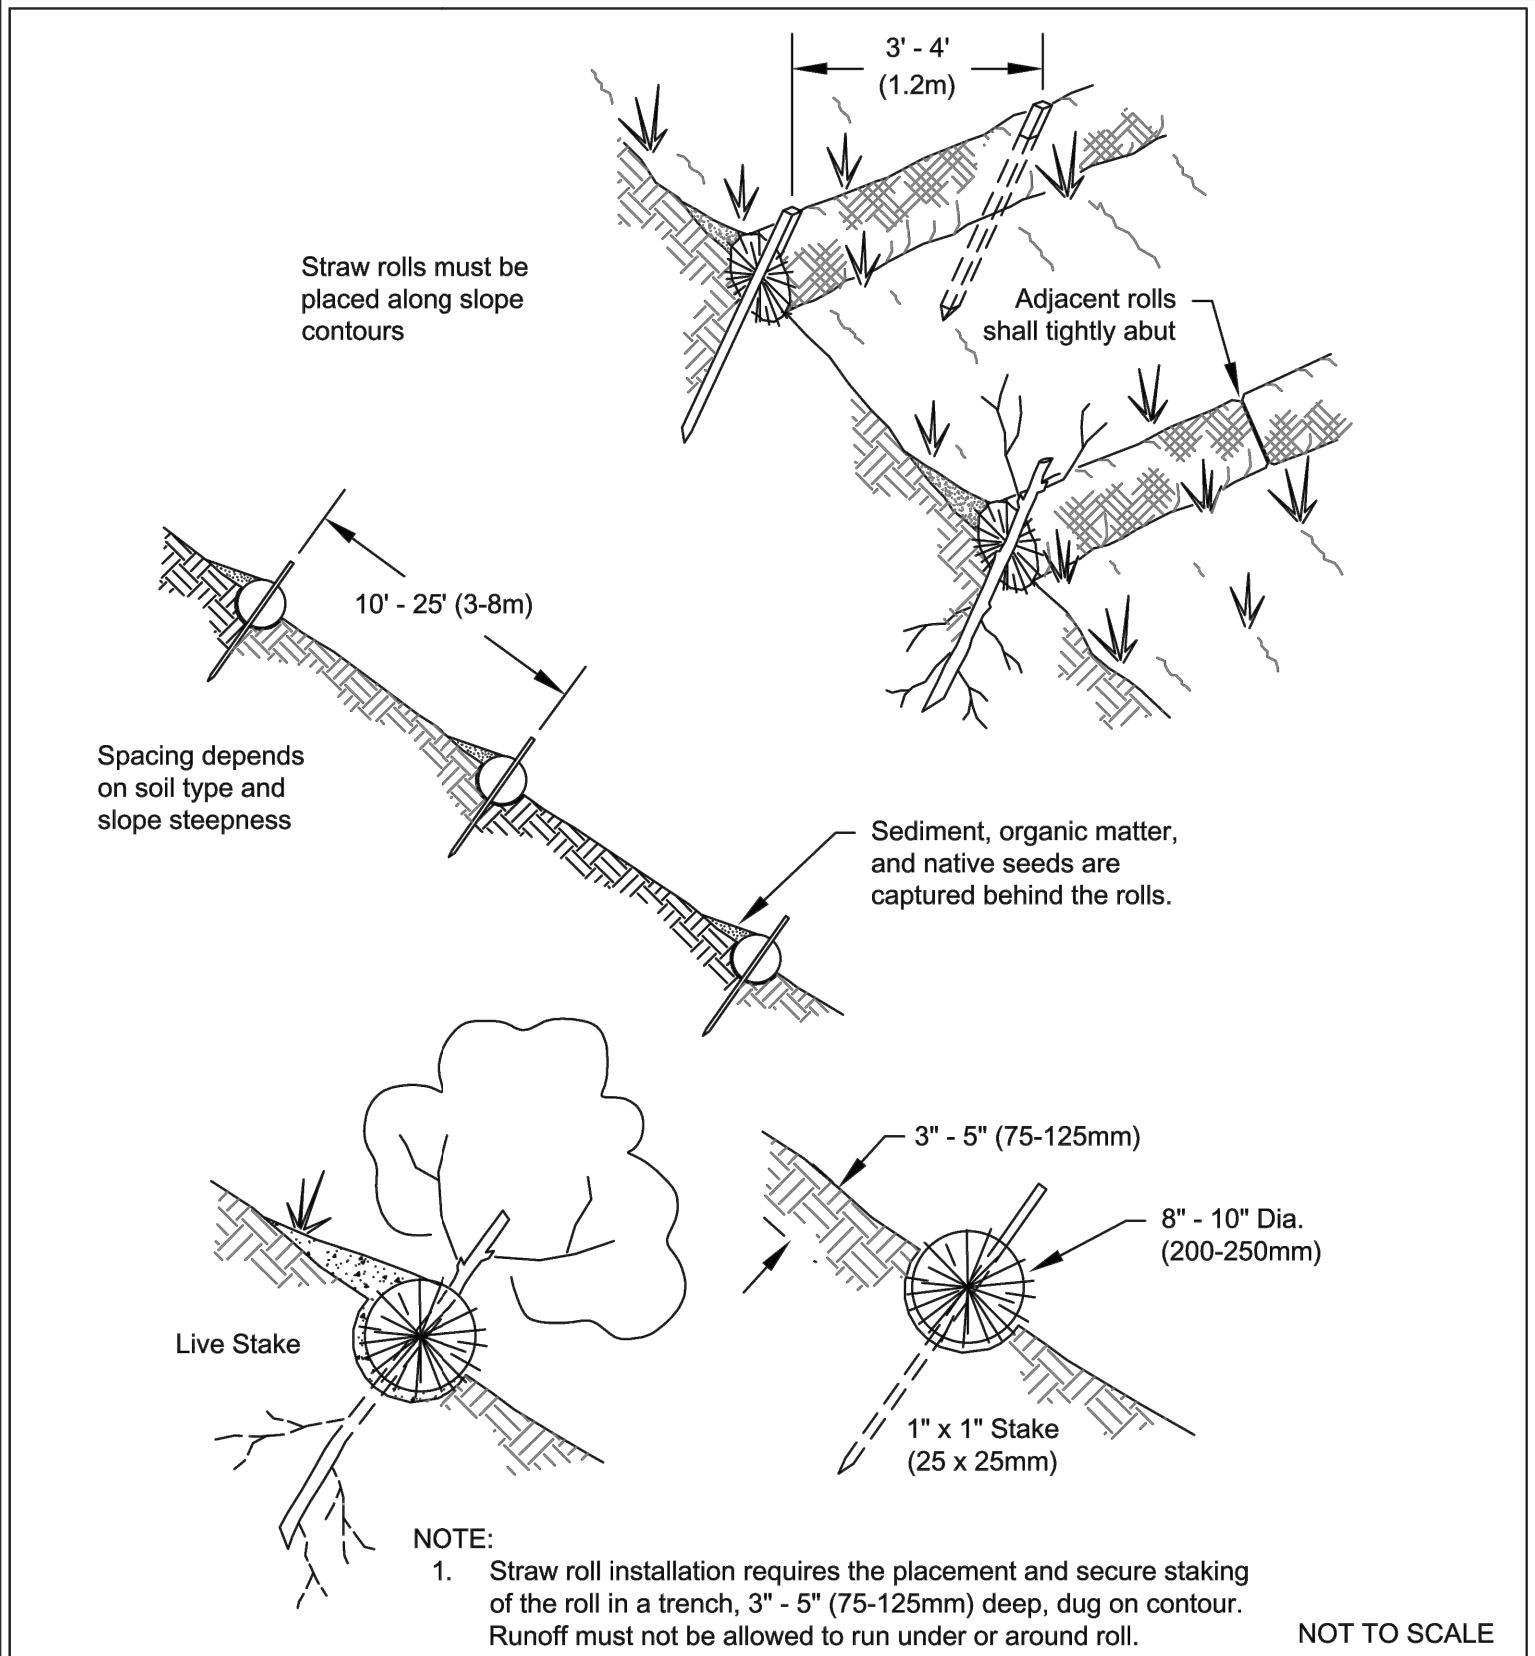 3' - 4'
(1.2m)
Straw rolls must be
placed along slope
contours
Adjacent rolls
shall tightly abut
10' - 25' (3-8m)
Spacing depends
on soil type and
slope steepness
Sediment, organic matter,
and native seeds are
captured behind the rolls.
3" - 5" (75-125mm)
8" - 10" Dia.
(200-250mm)
Live Stake
1" x 1" Stake
(25 x 25mm)
NOTE:
1. Straw roll installation requires the placement and secure staking
of the roll in a trench, 3" - 5" (75-125mm) deep, dug on contour.
Runoff must not be allowed to run under or around roll.
NOT TO SCALE